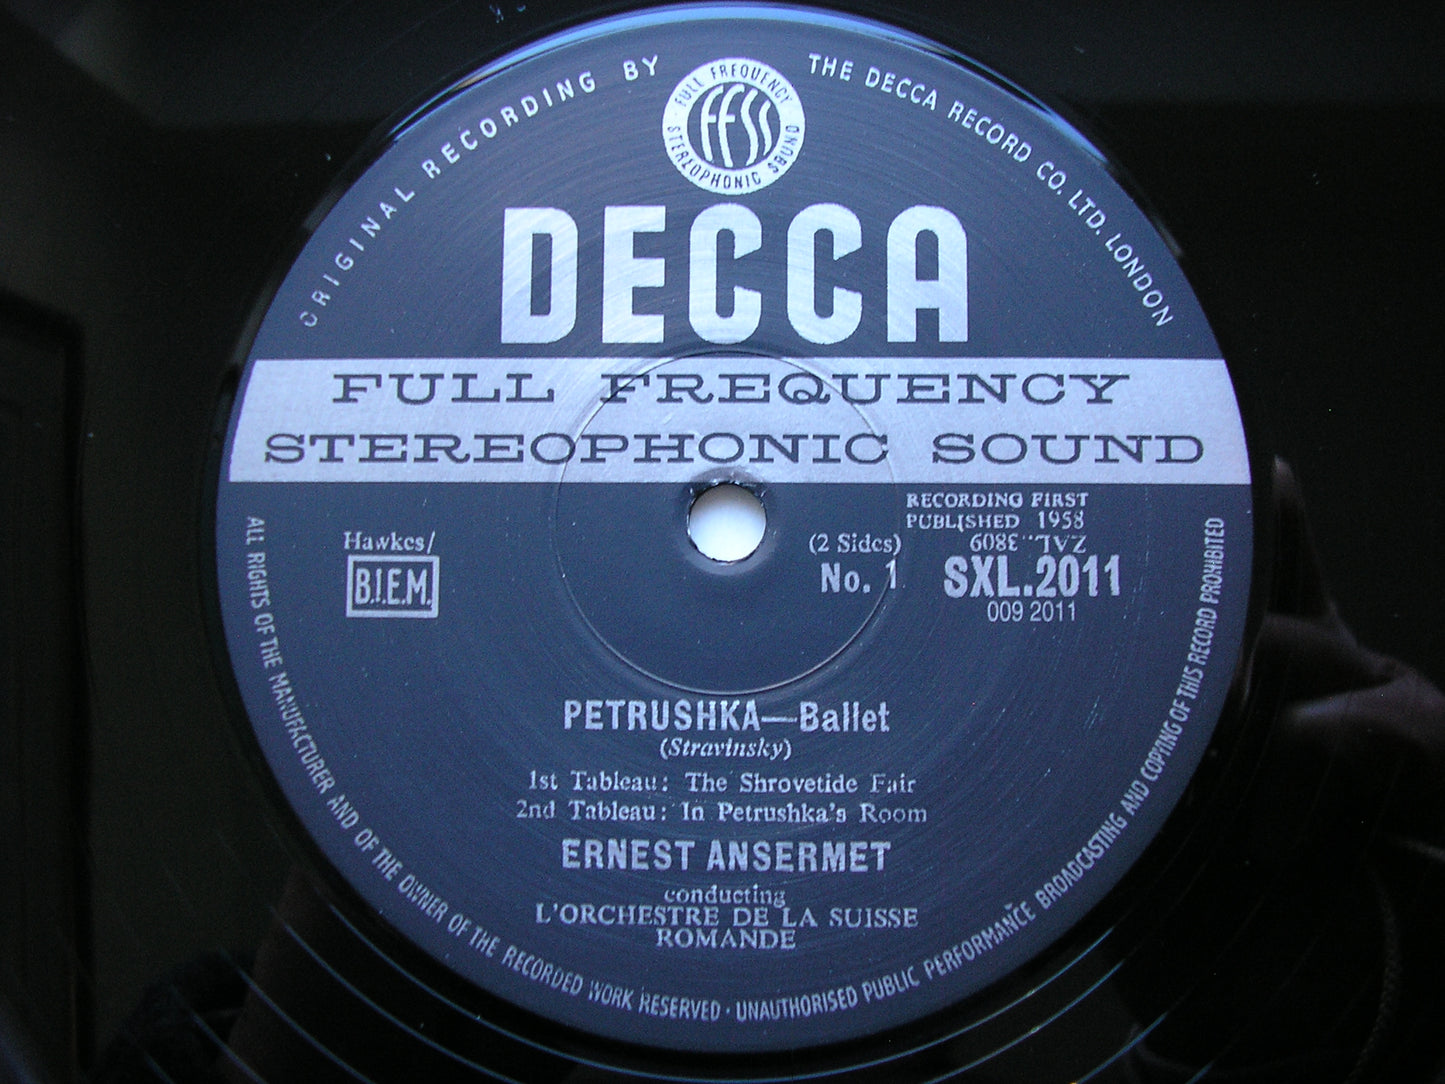 ORIGINAL RECORDING BY
THE DECCA RECORD CO. LTD. LONDON
FULL FREQUENCY
STEREOPHONIC SOUND
FFSS
DECCA
FULL FREQUENCY
STEREOPHONIC SOUND
RECORDING FIRST
PUBLISHED 1958
ZAL..3809
Hawkes/
B.I.E.M.
(2 Sides)
No. 1
SXL.2011
009 2011
PETRUSHKA—Ballet
(Stravinsky)
1st Tableau: The Shrovetide Fair
2nd Tableau: In Petrushka's Room
ERNEST ANSERMET
conducting
L'ORCHESTRE DE LA SUISSE
ROMANDE
ALL RIGHTS OF THE MANUFACTURER AND OF THE OWNER OF THE RECORDED WORK RESERVED · UNAUTHORISED PUBLIC PERFORMANCE BROADCASTING AND COPYING OF THIS RECORD PROHIBITED